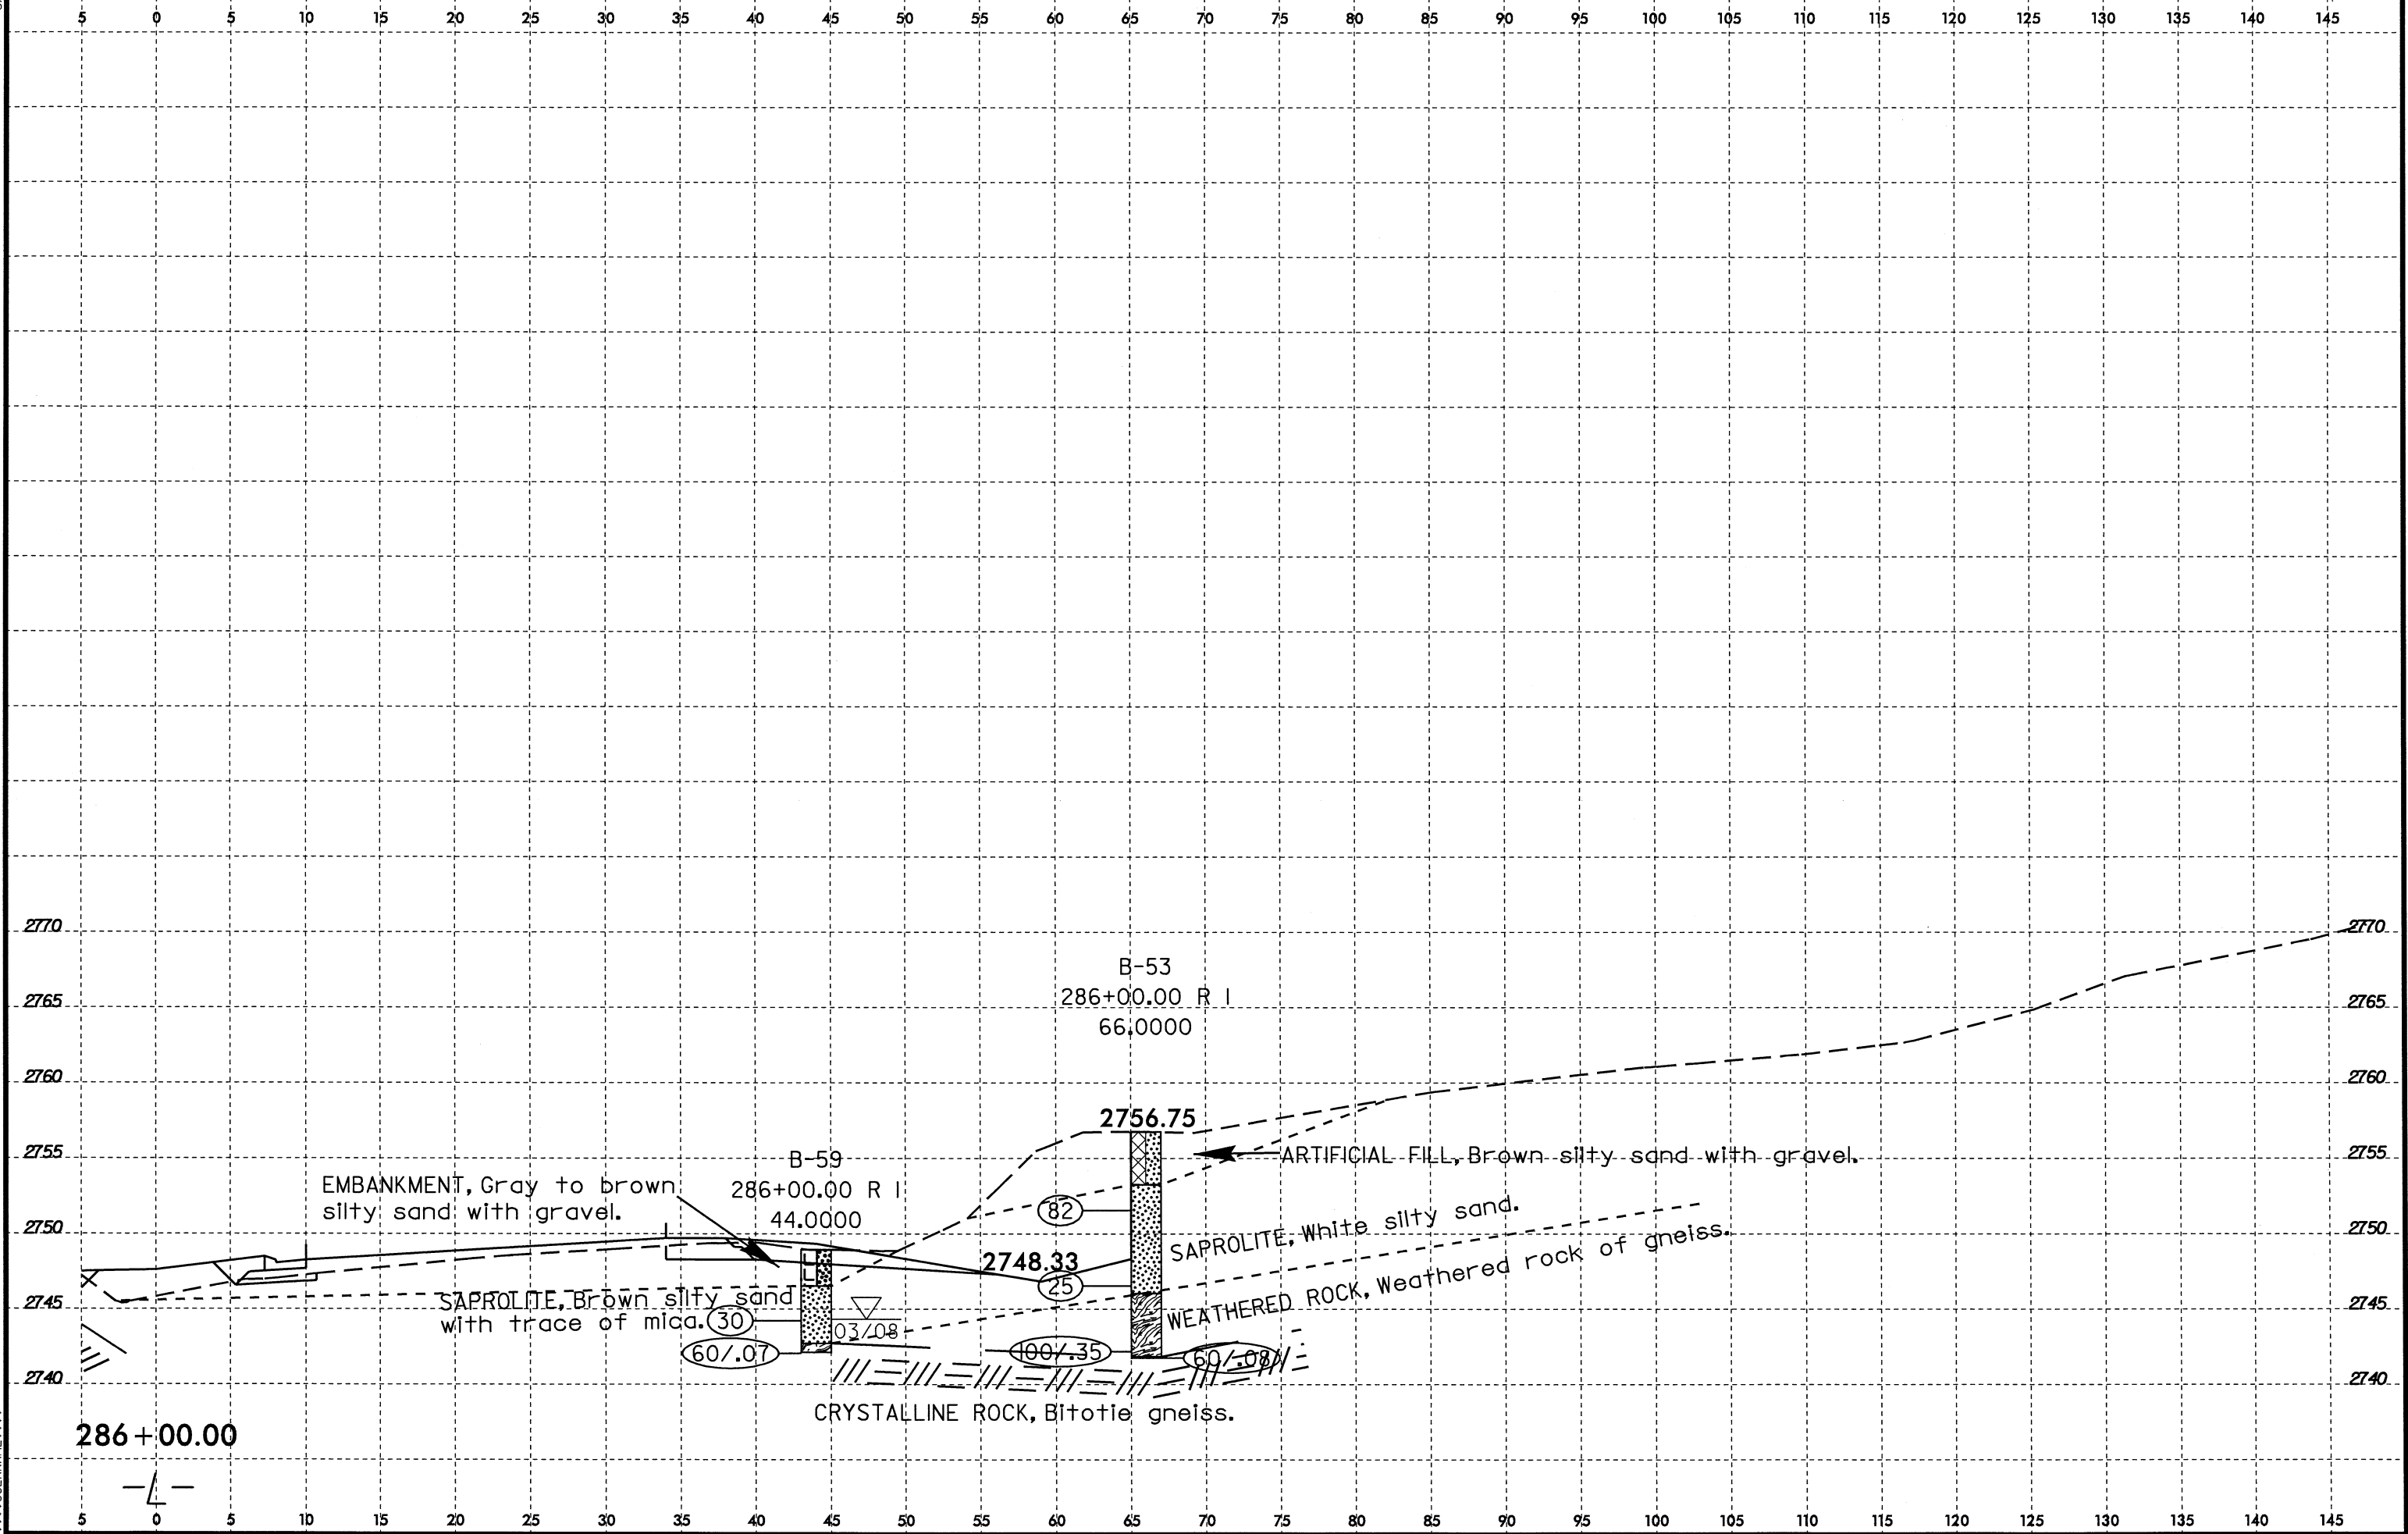 5 0 5 10 15 20 25 30 35 40 45 50 55 60 65 70 75 80 85 90 95 100 105 110 115 120 125 130 135 140 145
2770 2770
B-53
2765 286+00.00 R I 2765
66.0000
2760 2760
2756.75
2755 B-59 ARTIFICIAL FILL, Brown silty sand with gravel. 2755
EMBANKMENT, Gray to brown 286+00.00 R I
silty sand with gravel. 44.0000 82
2750 SAPROLITE, White silty sand. 2750
2748.33
25
WEATHERED ROCK, Weathered rock of gneiss.
2745 SAPROLITE, Brown silty sand 2745
with trace of mica. 30 03/08
60/.07 100/.35 60/.08
2740 2740
CRYSTALLINE ROCK, Bitotie gneiss.
286+00.00
-L-
5 0 5 10 15 20 25 30 35 40 45 50 55 60 65 70 75 80 85 90 95 100 105 110 115 120 125 130 135 140 145